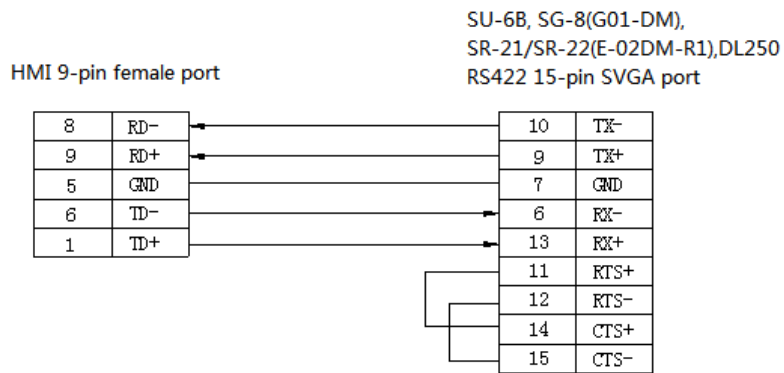 SU-6B, SG-8(G01-DM),
SR-21/SR-22(E-02DM-R1),DL250
HMI 9-pin female port
RS422 15-pin SVGA port
8 RD- 10 TX-
9 RD+ 9 TX+
5 GND 7 GND
6 TD- 6 RX-
1 TD+ 13 RX+
11 RTS+
12 RTS-
14 CTS+
15 CTS-